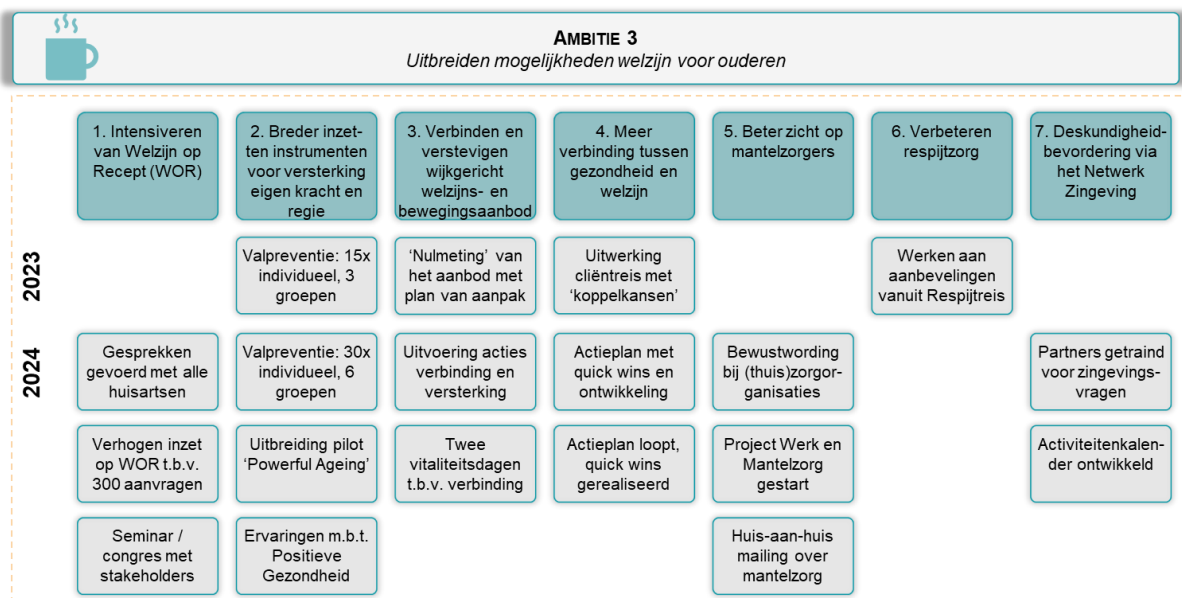 AMBITIE 3
Uitbreiden mogelijkheden welzijn voor ouderen
1. Intensiveren
van Welzijn op
Recept (WOR)
2. Breder inzet-
ten instrumenten
voor versterking
eigen kracht en
regie
3. Verbinden en
verstevigen
wijkgericht
welzijns- en
bewegingsaanbod
4. Meer
verbinding tussen
gezondheid en
welzijn
5. Beter zicht op
mantelzorgers
6. Verbeteren
respijtzorg
7. Deskundigheid-
bevordering via
het Netwerk
Zingeving
2023
Valpreventie: 15x
individueel, 3
groepen
‘Nulmeting’ van
het aanbod met
plan van aanpak
Uitwerking
cliëntreis met
‘koppelkansen’
Werken aan
aanbevelingen
vanuit Respijtreis
2024
Gesprekken
gevoerd met alle
huisartsen
Valpreventie: 30x
individueel, 6
groepen
Uitvoering acties
verbinding en
versterking
Actieplan met
quick wins en
ontwikkeling
Bewustwording
bij (thuis)zorgor-
ganisaties
Partners getraind
voor zingevings-
vragen
Verhogen inzet
op WOR t.b.v.
300 aanvragen
Uitbreiding pilot
‘Powerful Ageing’
Twee
vitaliteitsdagen
t.b.v. verbinding
Actieplan loopt,
quick wins
gerealiseerd
Project Werk en
Mantelzorg
gestart
Activiteitenkalen-
der ontwikkeld
Seminar /
congres met
stakeholders
Ervaringen m.b.t.
Positieve
Gezondheid
Huis-aan-huis
mailing over
mantelzorg